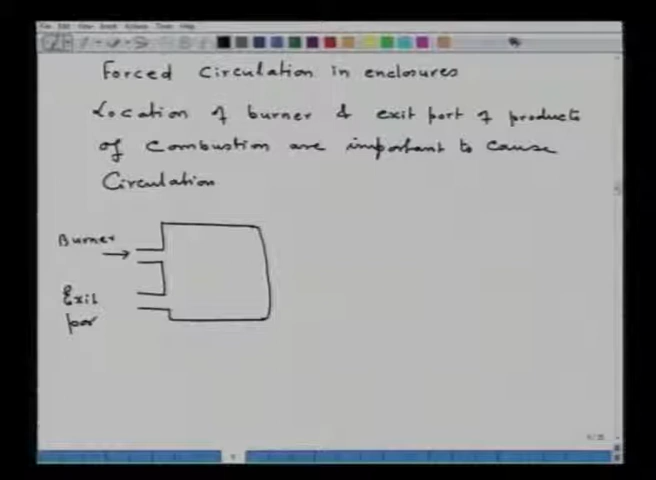 Forced Circulation in enclosures
Location of burner & exit port of products
of Combustion are important to cause
Circulation
Burner
Exit
por